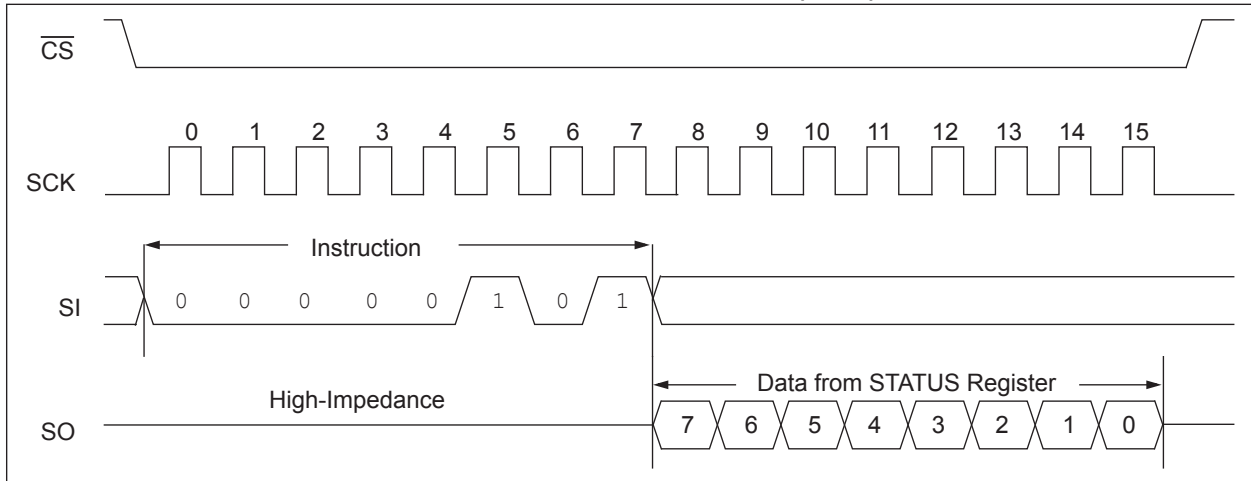 CS
0 1 2 3 4 5 6 7 8 9 10 11 12 13 14 15
SCK
Instruction
SI 0 0 0 0 0 1 0 1
Data from STATUS Register
High-Impedance
SO 7 6 5 4 3 2 1 0